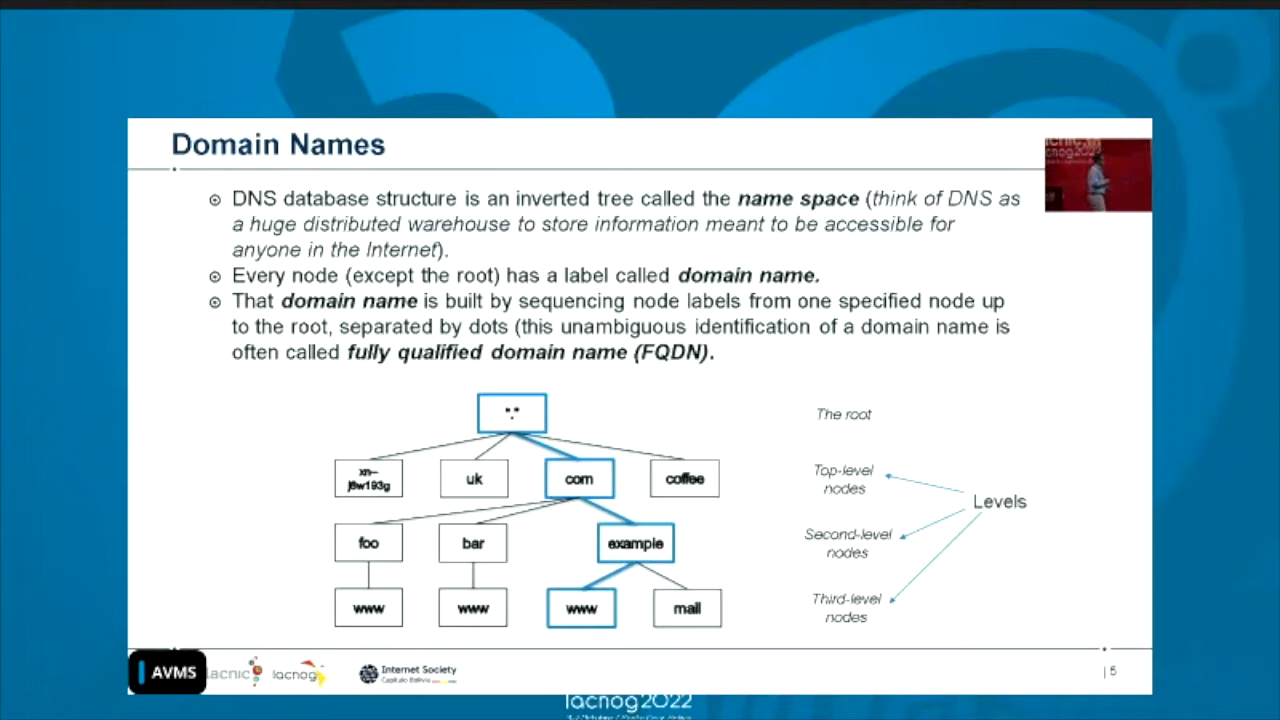 Domain Names
DNS database structure is an inverted tree called the name space (think of DNS as
a huge distributed warehouse to store information meant to be accessible for
anyone in the Internet).
Every node (except the root) has a label called domain name.
That domain name is built by sequencing node labels from one specified node up
to the root, separated by dots (this unambiguous identification of a domain name is
often called fully qualified domain name (FQDN).
"."
The root
xn--
j6w193g
uk
com
coffee
Top-level
nodes
Levels
foo
bar
example
Second-level
nodes
www
www
www
mail
Third-level
nodes
AVMS
lacnic
lacnog
Internet Society
Capítulo Bolivia
| 5
lacnog2022
cnog2022